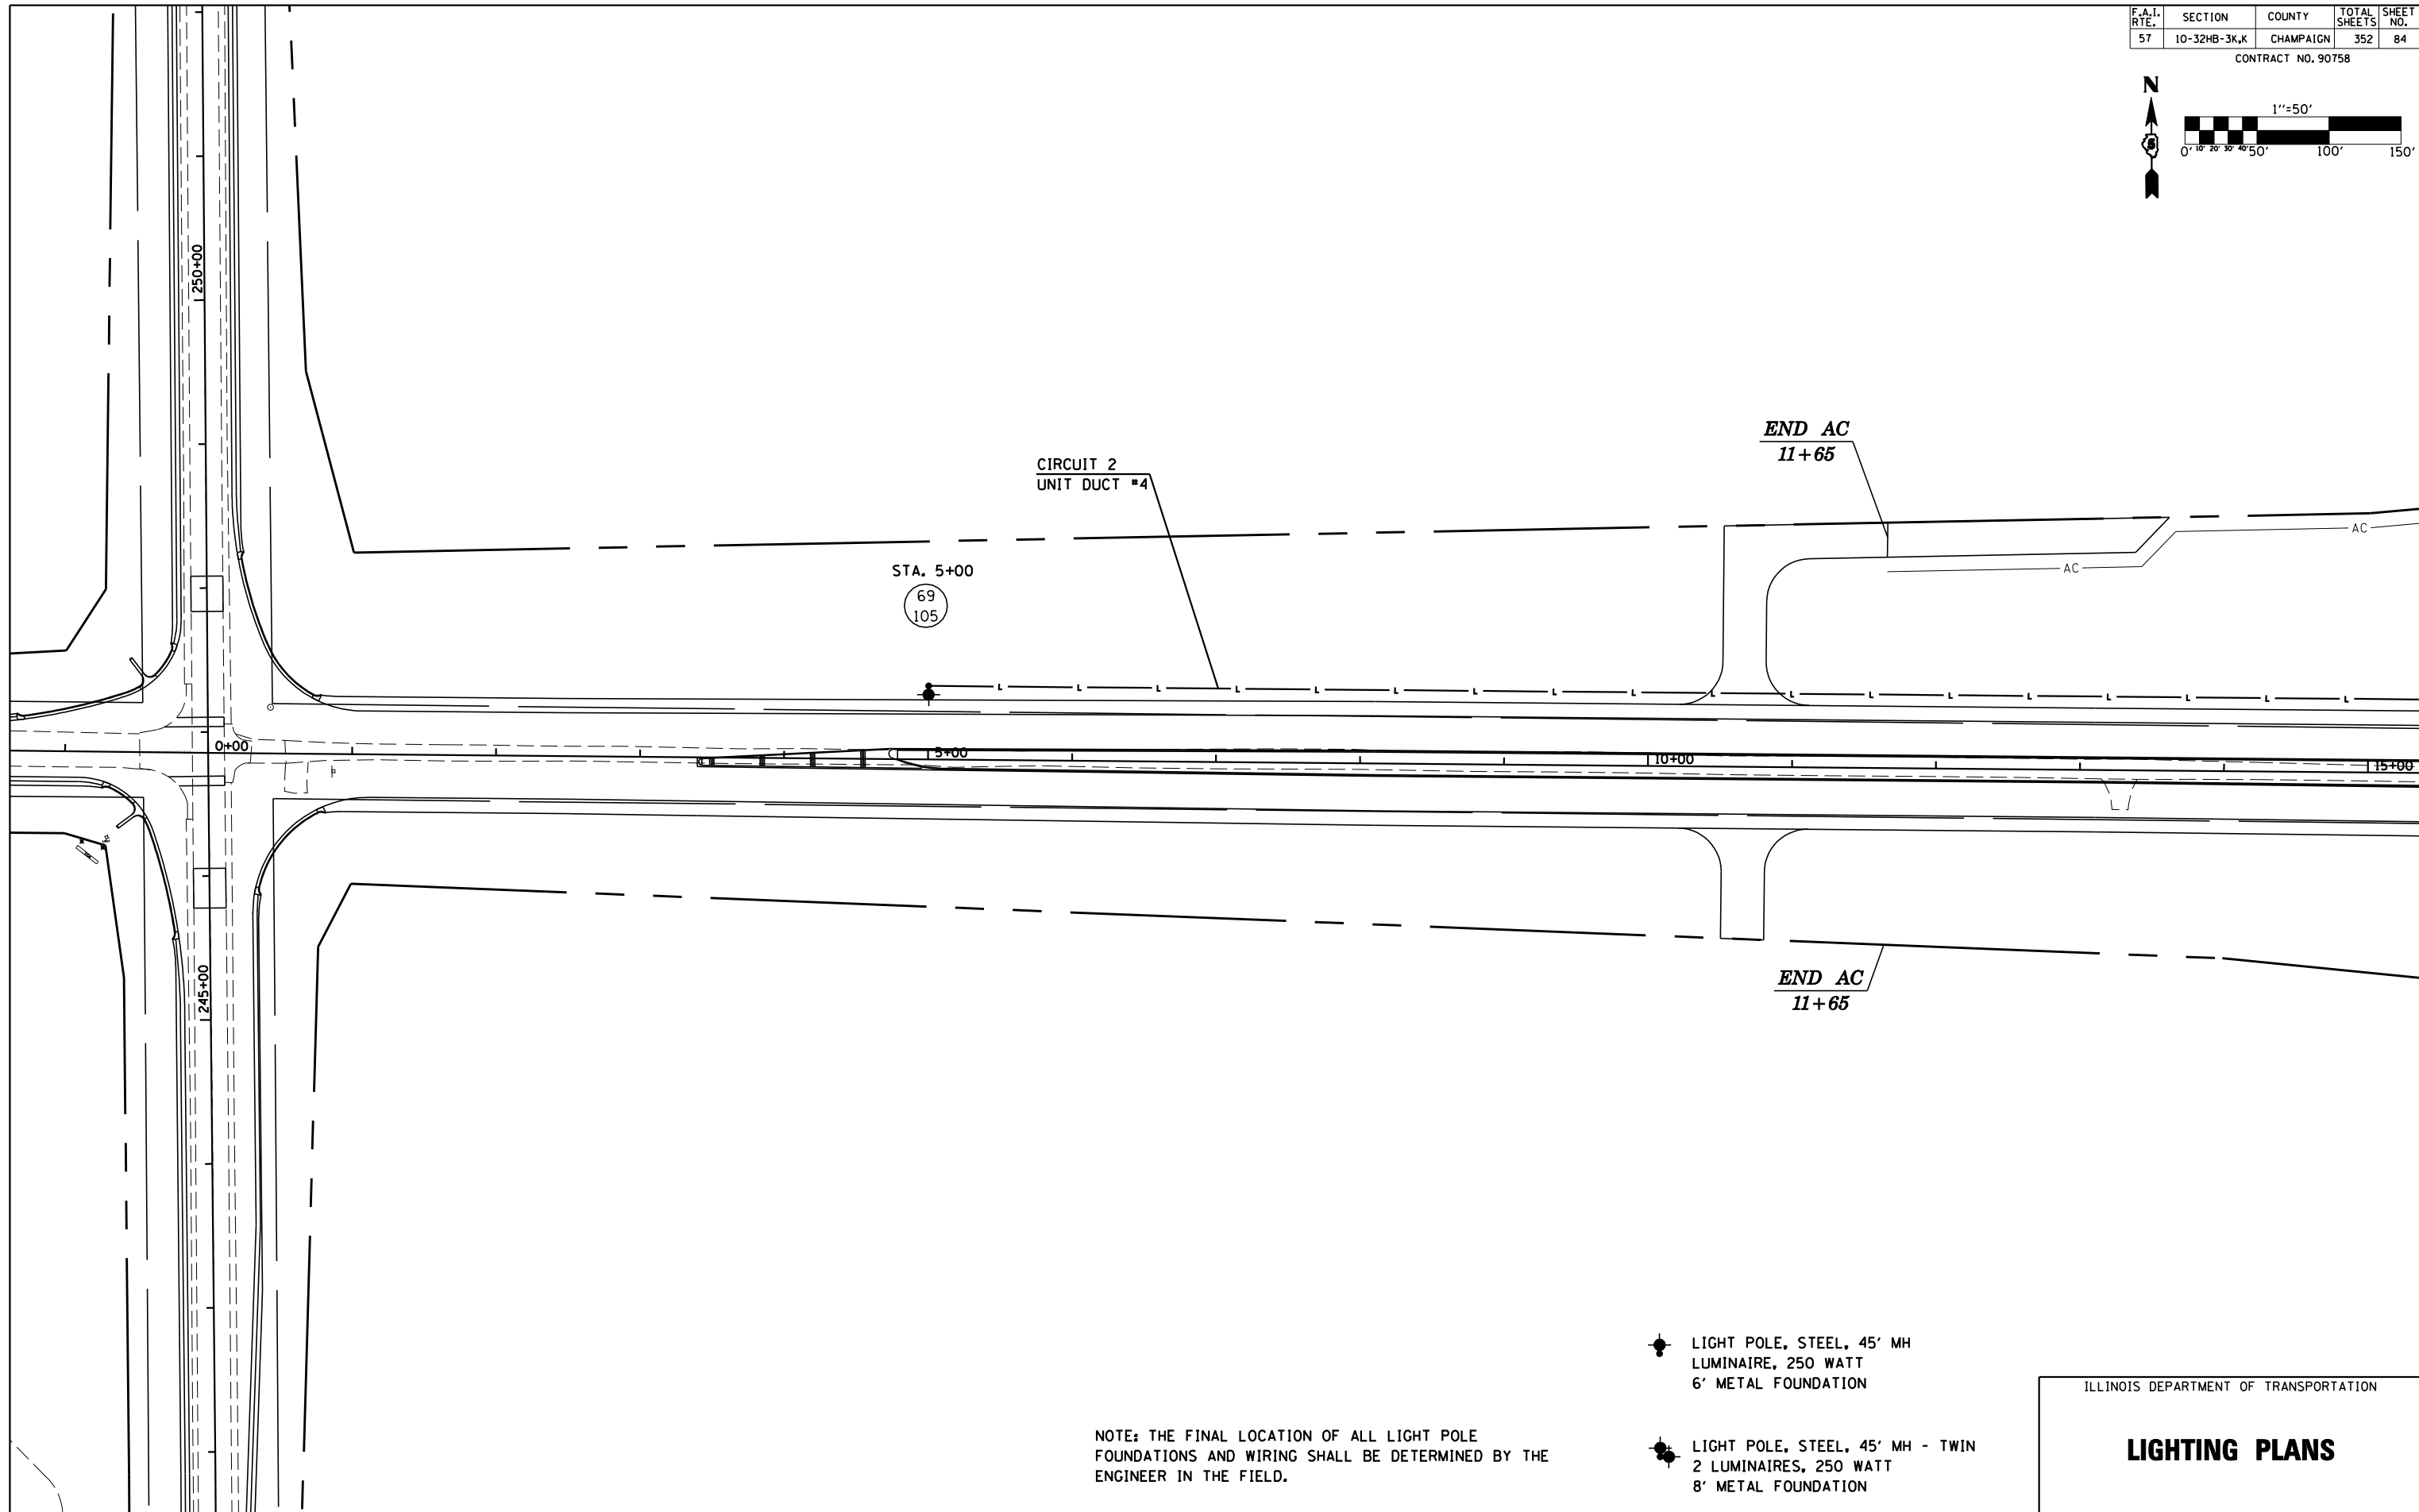 F.A.I. RTE. SECTION COUNTY TOTAL SHEETS SHEET NO.
57 10-32HB-3K,K CHAMPAIGN 352 84
CONTRACT NO. 90758
N
1''=50'
0' 10' 20' 30' 40' 50' 100' 150'
250+00
END AC
11+65
CIRCUIT 2
UNIT DUCT #4
AC
AC
STA. 5+00
69
105
L L L L L L L L L L L L L L L L L L
0+00
5+00
10+00
15+00
245+00
END AC
11+65
LIGHT POLE, STEEL, 45' MH
LUMINAIRE, 250 WATT
6' METAL FOUNDATION
LIGHT POLE, STEEL, 45' MH - TWIN
2 LUMINAIRES, 250 WATT
8' METAL FOUNDATION
NOTE: THE FINAL LOCATION OF ALL LIGHT POLE
FOUNDATIONS AND WIRING SHALL BE DETERMINED BY THE
ENGINEER IN THE FIELD.
ILLINOIS DEPARTMENT OF TRANSPORTATION
LIGHTING PLANS